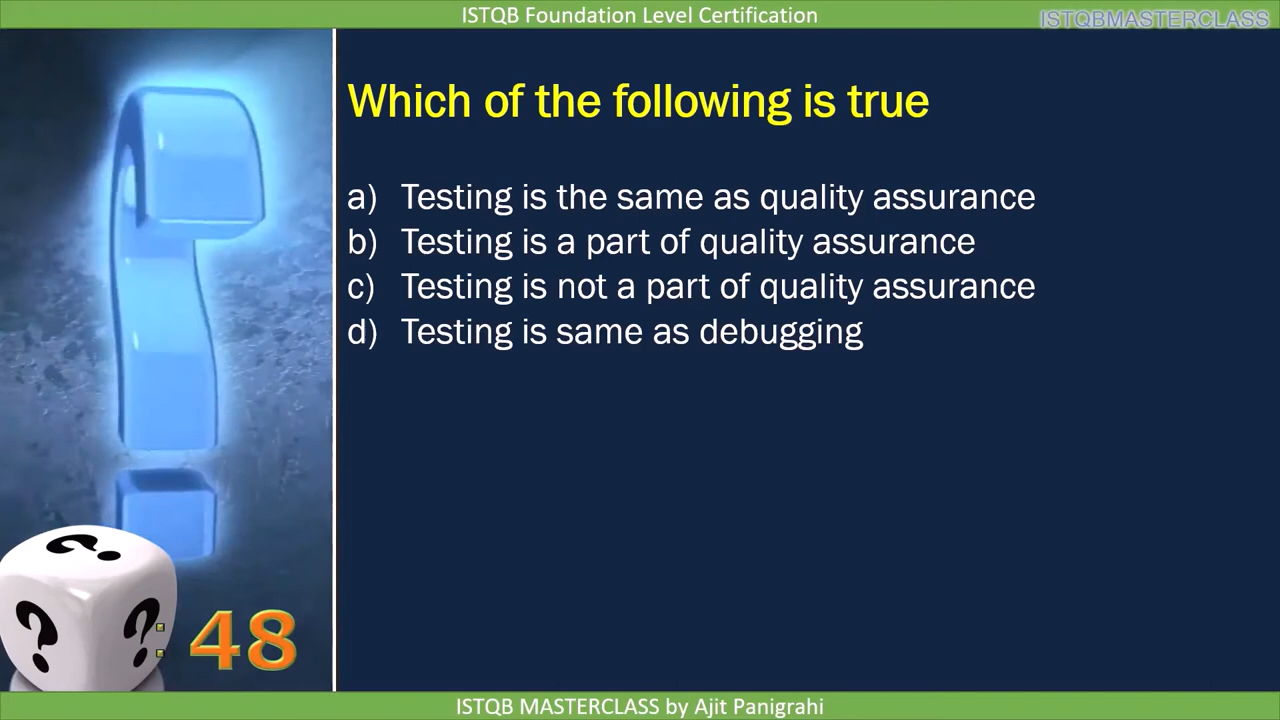 ISTQB Foundation Level Certification
ISTQBMASTERCLASS
Which of the following is true
a) Testing is the same as quality assurance
b) Testing is a part of quality assurance
c) Testing is not a part of quality assurance
d) Testing is same as debugging
? ? ?
: 48
ISTQB MASTERCLASS by Ajit Panigrahi